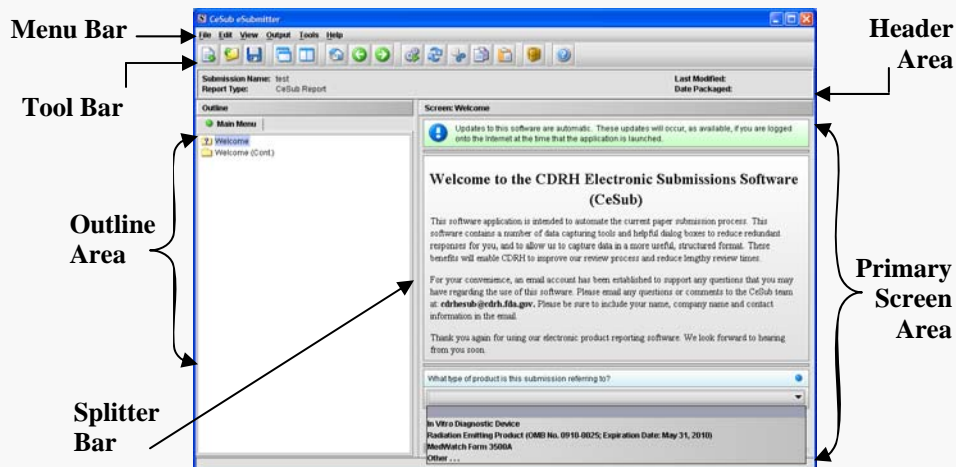 CeSub eSubmitter
Menu Bar
File Edit View Output Tools Help
Header
Area
Tool Bar
Submission Name: test
Last Modified:
Report Type: CeSub Report
Date Packaged:
Outline
Screen: Welcome
Main Menu
Updates to this software are automatic. These updates will occur, as available, if you are logged
onto the Internet at the time that the application is launched.
Welcome
Welcome (Cont.)
Welcome to the CDRH Electronic Submissions Software
(CeSub)
This software application is intended to automate the current paper submission process. This
software contains a number of data capturing tools and helpful dialog boxes to reduce redundant
responses for you, and to allow us to capture data in a more useful, structured format. These
benefits will enable CDRH to improve our review process and reduce lengthy review times.
Outline
Area
For your convenience, an email account has been established to support any questions that you may
have regarding the use of this software. Please email any questions or comments to the CeSub team
at: cdrhesub@cdrh.fda.gov. Please be sure to include your name, company name and contact
information in the email.
Primary
Screen
Area
Thank you again for using our electronic product reporting software. We look forward to hearing
from you soon.
What type of product is this submission referring to?
Splitter
Bar
In Vitro Diagnostic Device
Radiation Emitting Product (OMB No. 0910-0025; Expiration Date: May 31, 2010)
MedWatch Form 3500A
Other . . .